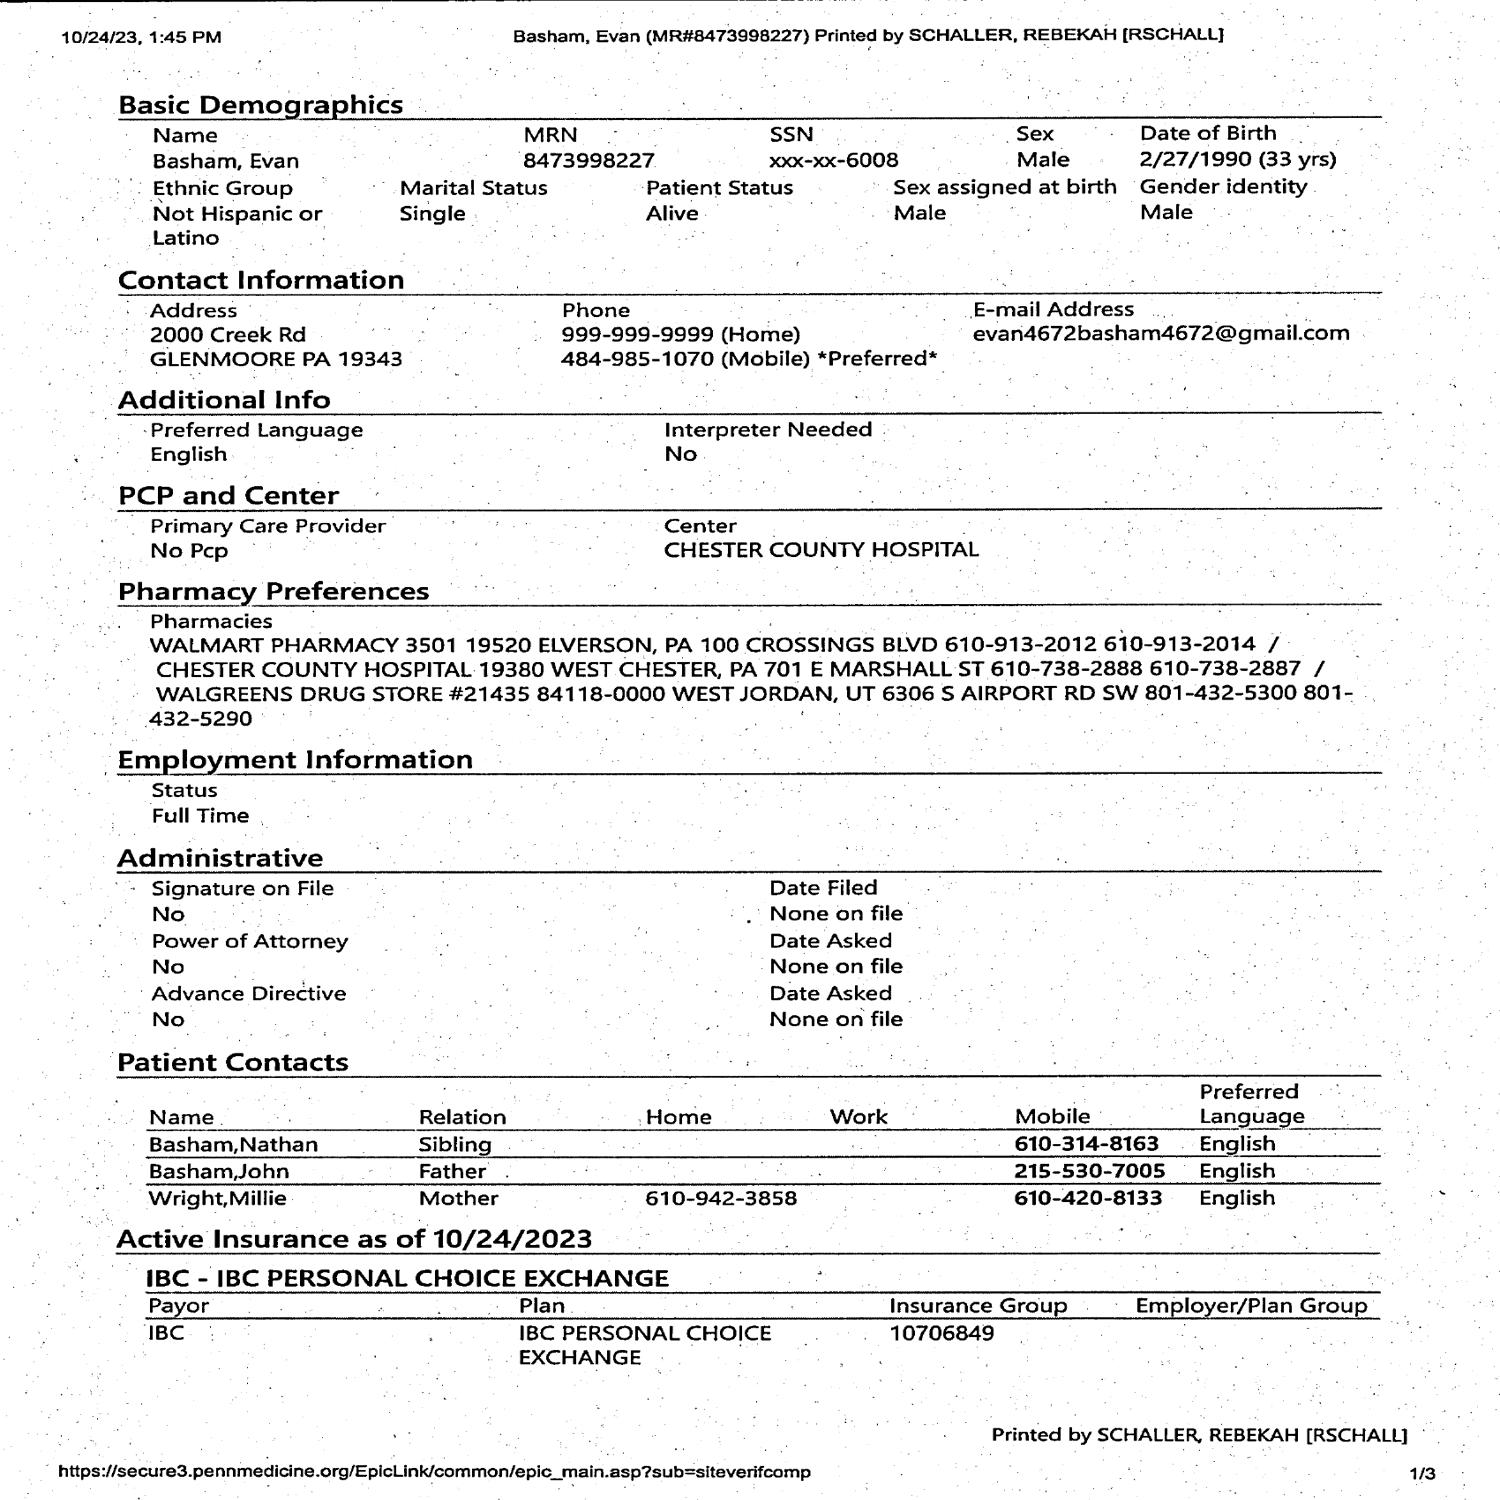 10/24/23, 1:45 PM Basham, Evan (MR#8473998227) Printed by SCHALLER, REBEKAH [RSCHALL]
Basic Demographics
Name MRN SSN Sex Date of Birth
Basham, Evan 8473998227 xxx-xx-6008 Male 2/27/1990 (33 yrs)
Ethnic Group Marital Status Patient Status Sex assigned at birth Gender identity
Not Hispanic or Single Alive Male Male
Latino
Contact Information
Address Phone E-mail Address
2000 Creek Rd 999-999-9999 (Home) evan4672basham4672@gmail.com
GLENMOORE PA 19343 484-985-1070 (Mobile) *Preferred*
Additional Info
Preferred Language Interpreter Needed
English No
PCP and Center
Primary Care Provider Center
No Pcp CHESTER COUNTY HOSPITAL
Pharmacy Preferences
Pharmacies
WALMART PHARMACY 3501 19520 ELVERSON, PA 100 CROSSINGS BLVD 610-913-2012 610-913-2014 /
CHESTER COUNTY HOSPITAL 19380 WEST CHESTER, PA 701 E MARSHALL ST 610-738-2888 610-738-2887 /
WALGREENS DRUG STORE #21435 84118-0000 WEST JORDAN, UT 6306 S AIRPORT RD SW 801-432-5300 801-
432-5290
Employment Information
Status
Full Time
Administrative
Signature on File Date Filed
No None on file
Power of Attorney Date Asked
No None on file
Advance Directive Date Asked
No None on file
Patient Contacts
Preferred
Name Relation Home Work Mobile Language
Basham,Nathan Sibling 610-314-8163 English
Basham,John Father 215-530-7005 English
Wright,Millie Mother 610-942-3858 610-420-8133 English
Active Insurance as of 10/24/2023
IBC - IBC PERSONAL CHOICE EXCHANGE
Payor Plan Insurance Group Employer/Plan Group
IBC IBC PERSONAL CHOICE 10706849
EXCHANGE
Printed by SCHALLER, REBEKAH [RSCHALL]
https://secure3.pennmedicine.org/EpicLink/common/epic_main.asp?sub=siteverifcomp 1/3